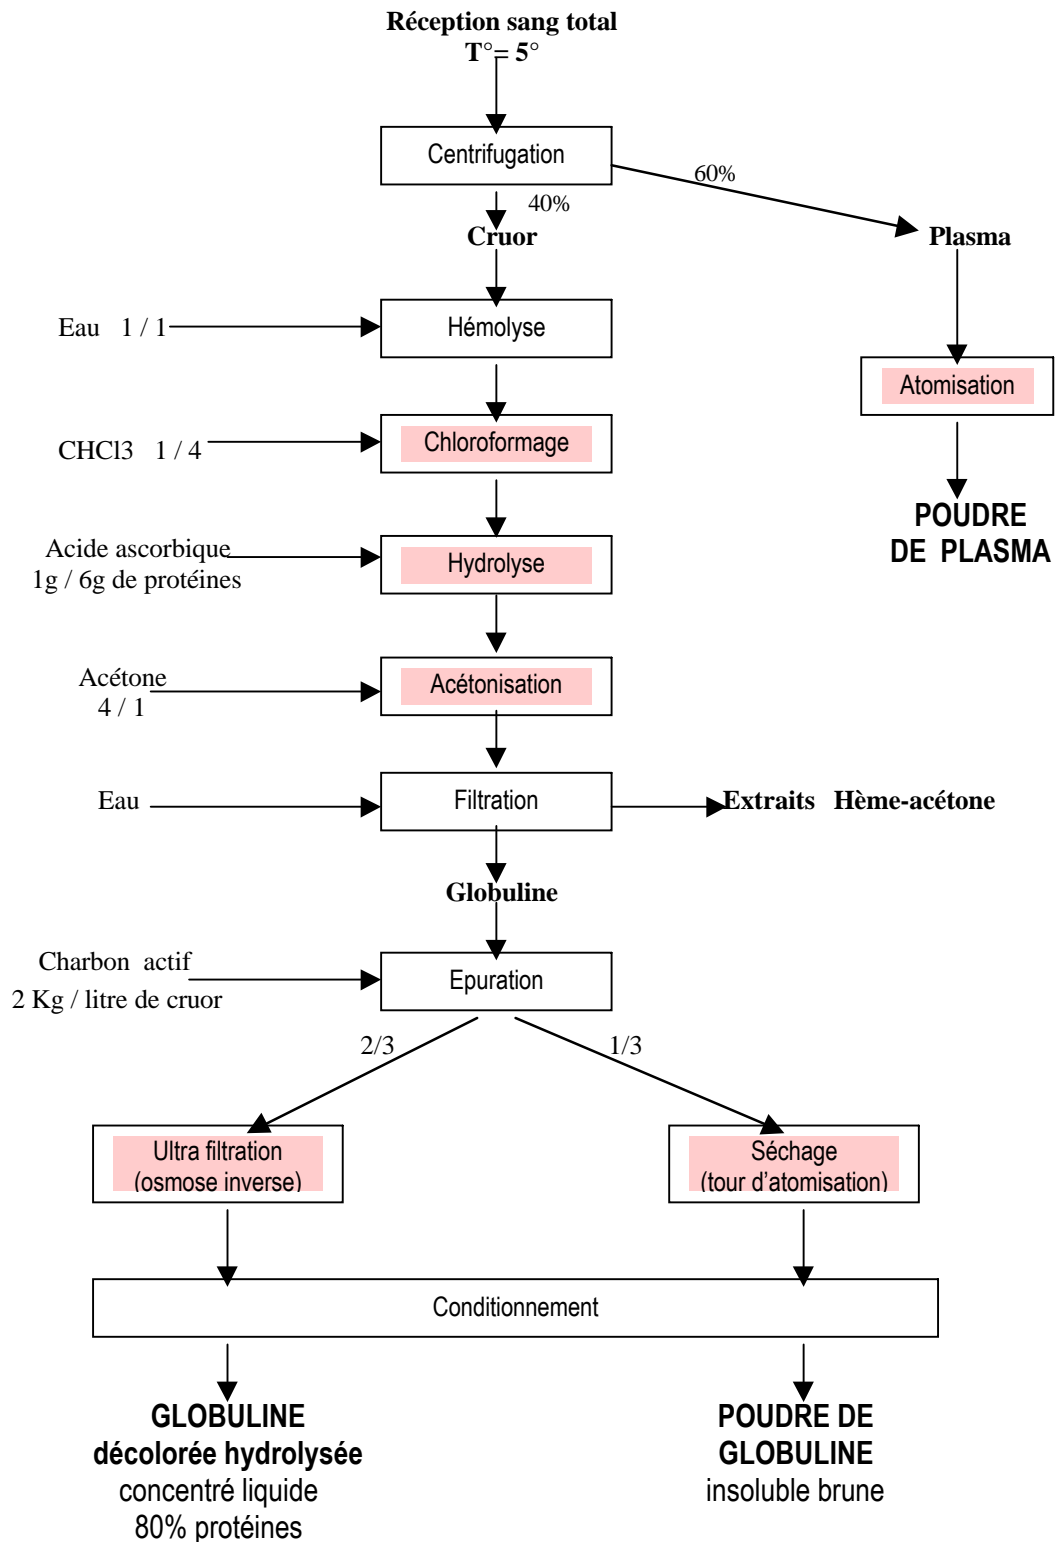 Réception sang total
T°= 5°
Centrifugation
60%
40%
Cruor
Plasma
Eau 1 / 1
Hémolyse
Atomisation
CHCl3 1 / 4
Chloroformage
POUDRE
DE PLASMA
Acide ascorbique
1g / 6g de protéines
Hydrolyse
Acétone
4 / 1
Acétonisation
Eau
Filtration
Extraits Hème-acétone
Globuline
Charbon actif
2 Kg / litre de cruor
Epuration
2/3
1/3
Ultra filtration
(osmose inverse)
Séchage
(tour d'atomisation)
Conditionnement
GLOBULINE
décolorée hydrolysée
concentré liquide
80% protéines
POUDRE DE
GLOBULINE
insoluble brune